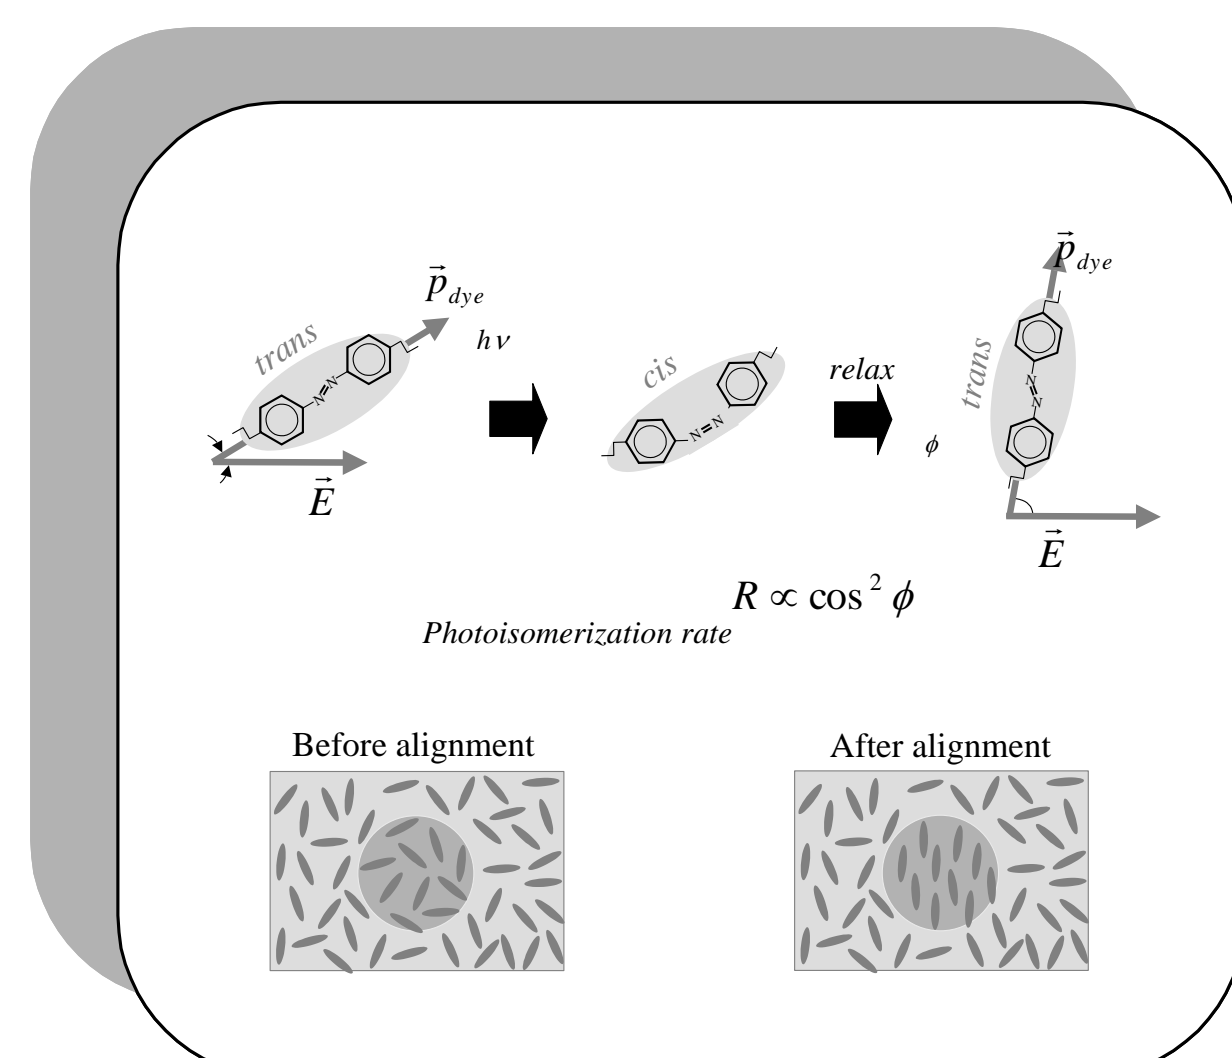 p⃗ dye
trans
hν
E⃗
cis
relax
p⃗ dye
trans
ϕ
E⃗
R ∝ cos² ϕ
Photoisomerization rate
Before alignment
After alignment
N=N
N=N
N=N